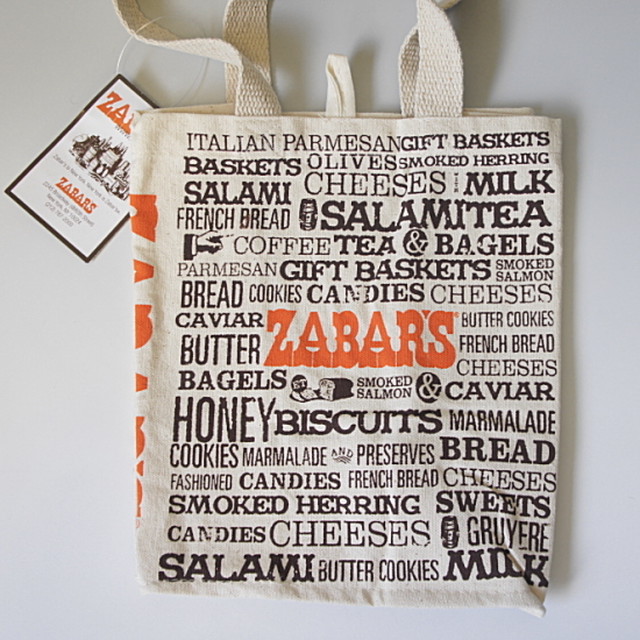 ITALIAN PARMESAN GIFT BASKETS
BASKETS OLIVES SMOKED HERRING
SALAMI CHEESES WITH MILK
FRENCH BREAD SALAMI TEA
COFFEE TEA & BAGELS
PARMESAN GIFT BASKETS SMOKED SALMON
BREAD COOKIES CANDIES CHEESES
CAVIAR ZABAR'S BUTTER COOKIES
BUTTER FRENCH BREAD
CHEESES
BAGELS SMOKED SALMON & CAVIAR
HONEY BISCUITS MARMALADE
COOKIES MARMALADE AND PRESERVES BREAD
FASHIONED CANDIES FRENCH BREAD CHEESES
SMOKED HERRING SWEETS
CANDIES CHEESES GRUYERE
SALAMI BUTTER COOKIES MILK
ZABAR'S
ZABAR'S